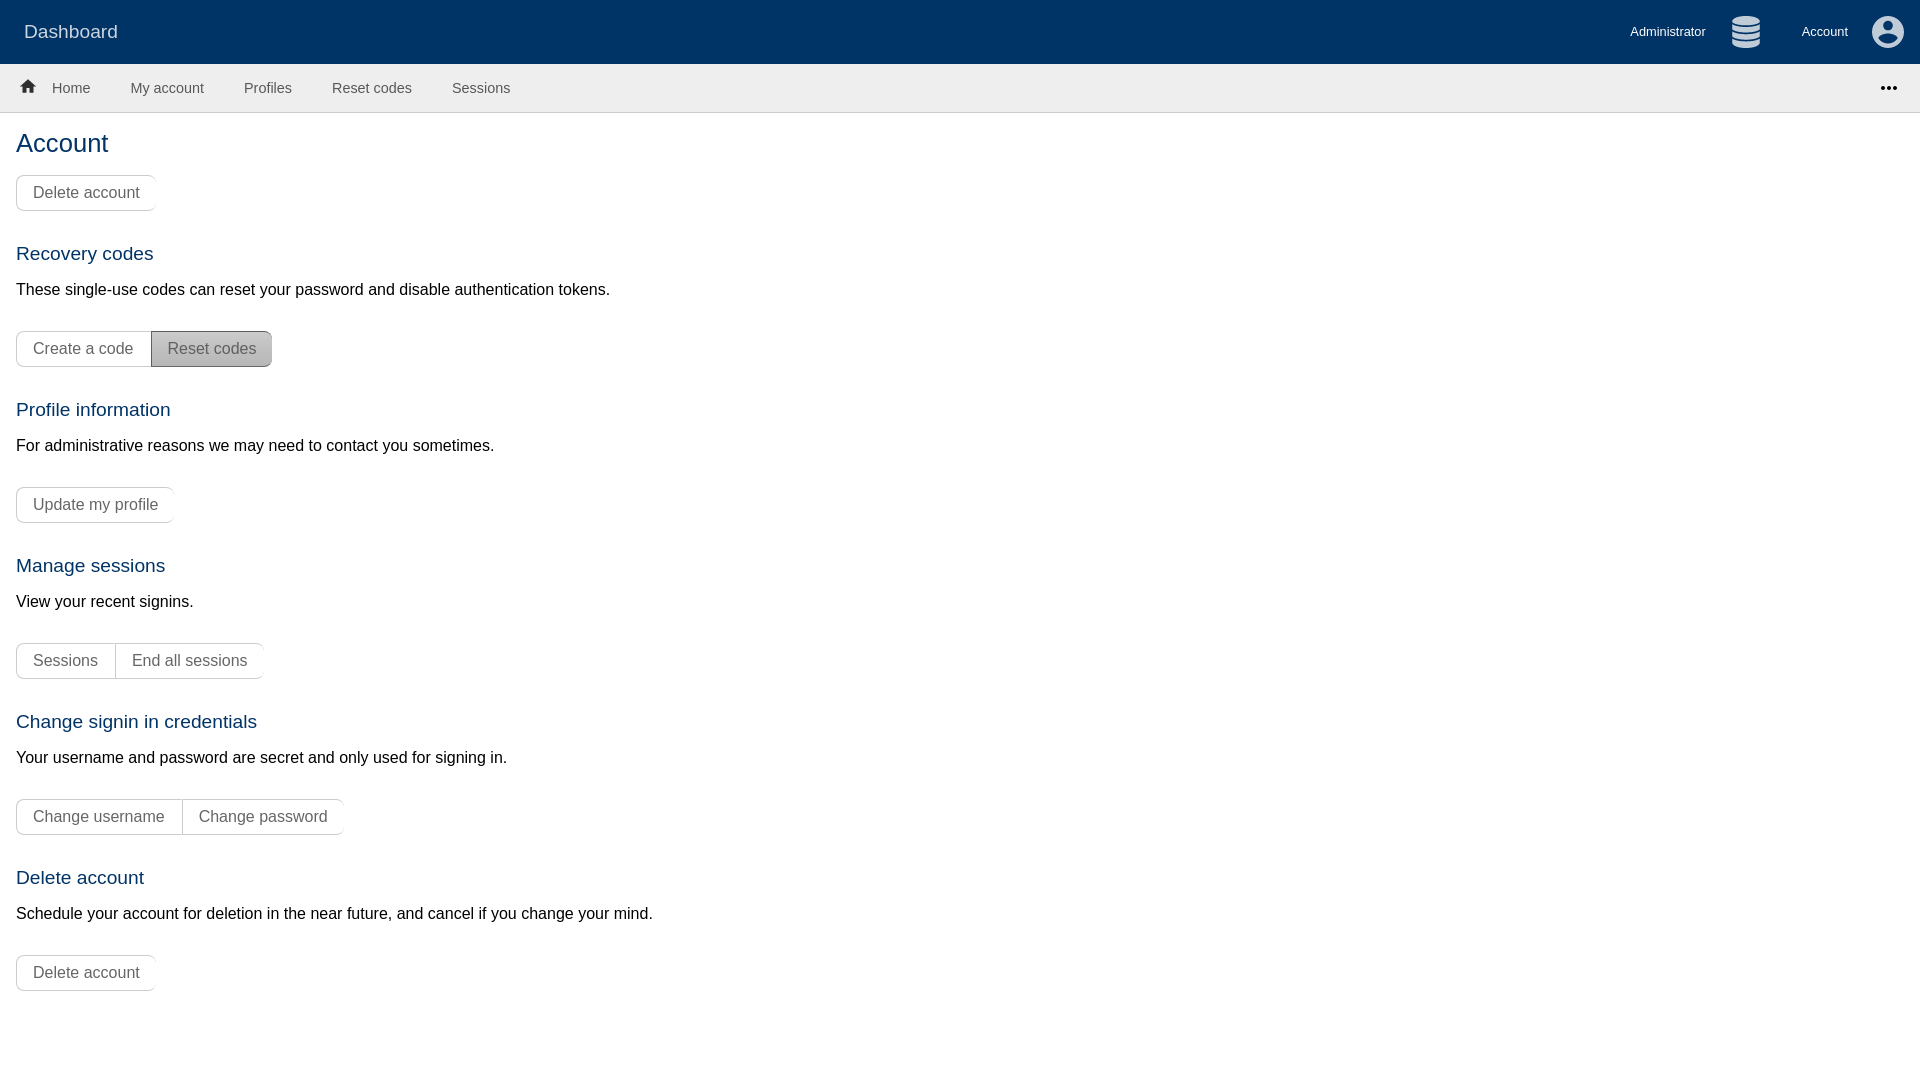 Dashboard
Administrator
Account
Home
My account
Profiles
Reset codes
Sessions
Account
Delete account
Recovery codes
These single-use codes can reset your password and disable authentication tokens.
Create a code
Reset codes
Profile information
For administrative reasons we may need to contact you sometimes.
Update my profile
Manage sessions
View your recent signins.
Sessions
End all sessions
Change signin in credentials
Your username and password are secret and only used for signing in.
Change username
Change password
Delete account
Schedule your account for deletion in the near future, and cancel if you change your mind.
Delete account